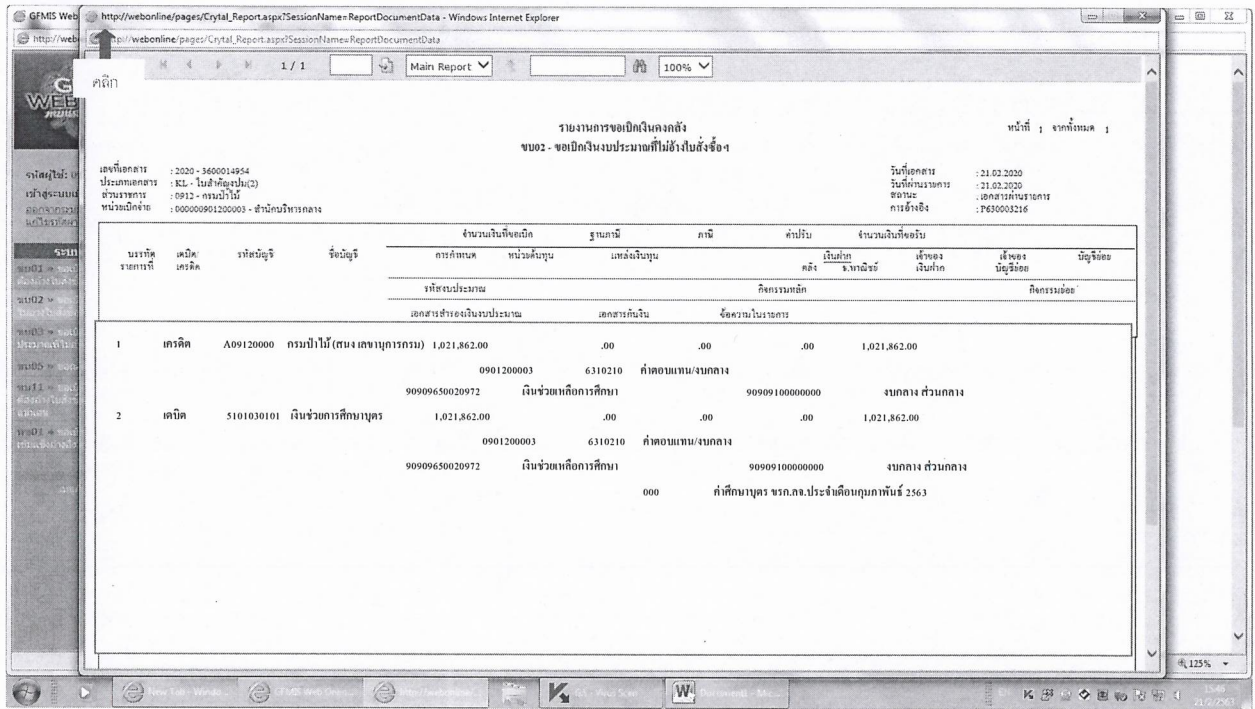 GFMIS Web
http://webonline/pages/Crytal_Report.aspx?SessionName=ReportDocumentData - Windows Internet Explorer
http://web
http://webonline/pages/Crytal_Report.aspx?SessionName=ReportDocumentData
คลิก
1 / 1
Main Report
100%
รายงานการขอเบิกเงินคงคลัง
หน้าที่ 1 จากทั้งหมด 1
ขบ02 - ขอเบิกเงินงบประมาณที่ไม่อ้างใบสั่งซื้อฯ
เลขที่เอกสาร : 2020 - 3600014954
วันที่เอกสาร : 21.02.2020
ประเภทเอกสาร : KL - ใบสำคัญงปม(2)
วันที่ผ่านรายการ : 21.02.2020
ส่วนราชการ : 0912 - กรมป่าไม้
สถานะ : เอกสารผ่านรายการ
หน่วยเบิกจ่าย : 000000901200003 - สำนักบริหารกลาง
การอ้างอิง : P630003216
จำนวนเงินที่ขอเบิก ฐานภาษี ภาษี ค่าปรับ จำนวนเงินที่ขอรับ
บรรทัดรายการที่ เดบิต/เครดิต รหัสบัญชี ชื่อบัญชี การกำหนด หน่วยต้นทุน แหล่งเงินทุน เงินฝาก คลัง ธ.พาณิชย์ เจ้าของเงินฝาก เจ้าของบัญชีย่อย บัญชีย่อย
รหัสงบประมาณ กิจกรรมหลัก กิจกรรมย่อย
เอกสารสำรองเงินงบประมาณ เอกสารกันเงิน ข้อความในรายการ
1 เครดิต A09120000 กรมป่าไม้ (สนง เลขานุการกรม) 1,021,862.00 .00 .00 .00 1,021,862.00
0901200003 6310210 ค่าตอบแทน/งบกลาง
90909650020972 เงินช่วยเหลือการศึกษา 90909100000000 งบกลาง ส่วนกลาง
2 เดบิต 5101030101 เงินช่วยการศึกษาบุตร 1,021,862.00 .00 .00 .00 1,021,862.00
0901200003 6310210 ค่าตอบแทน/งบกลาง
90909650020972 เงินช่วยเหลือการศึกษา 90909100000000 งบกลาง ส่วนกลาง
000 ค่าศึกษาบุตร ขรก.ลจ.ประจำเดือนกุมภาพันธ์ 2563
รหัสผู้ใช้:
ขบ02
125%
New Tab - Windo...
GFMIS Web Onlin...
http://webonline/...
Document1 - Mic...
15:46
21/2/2563